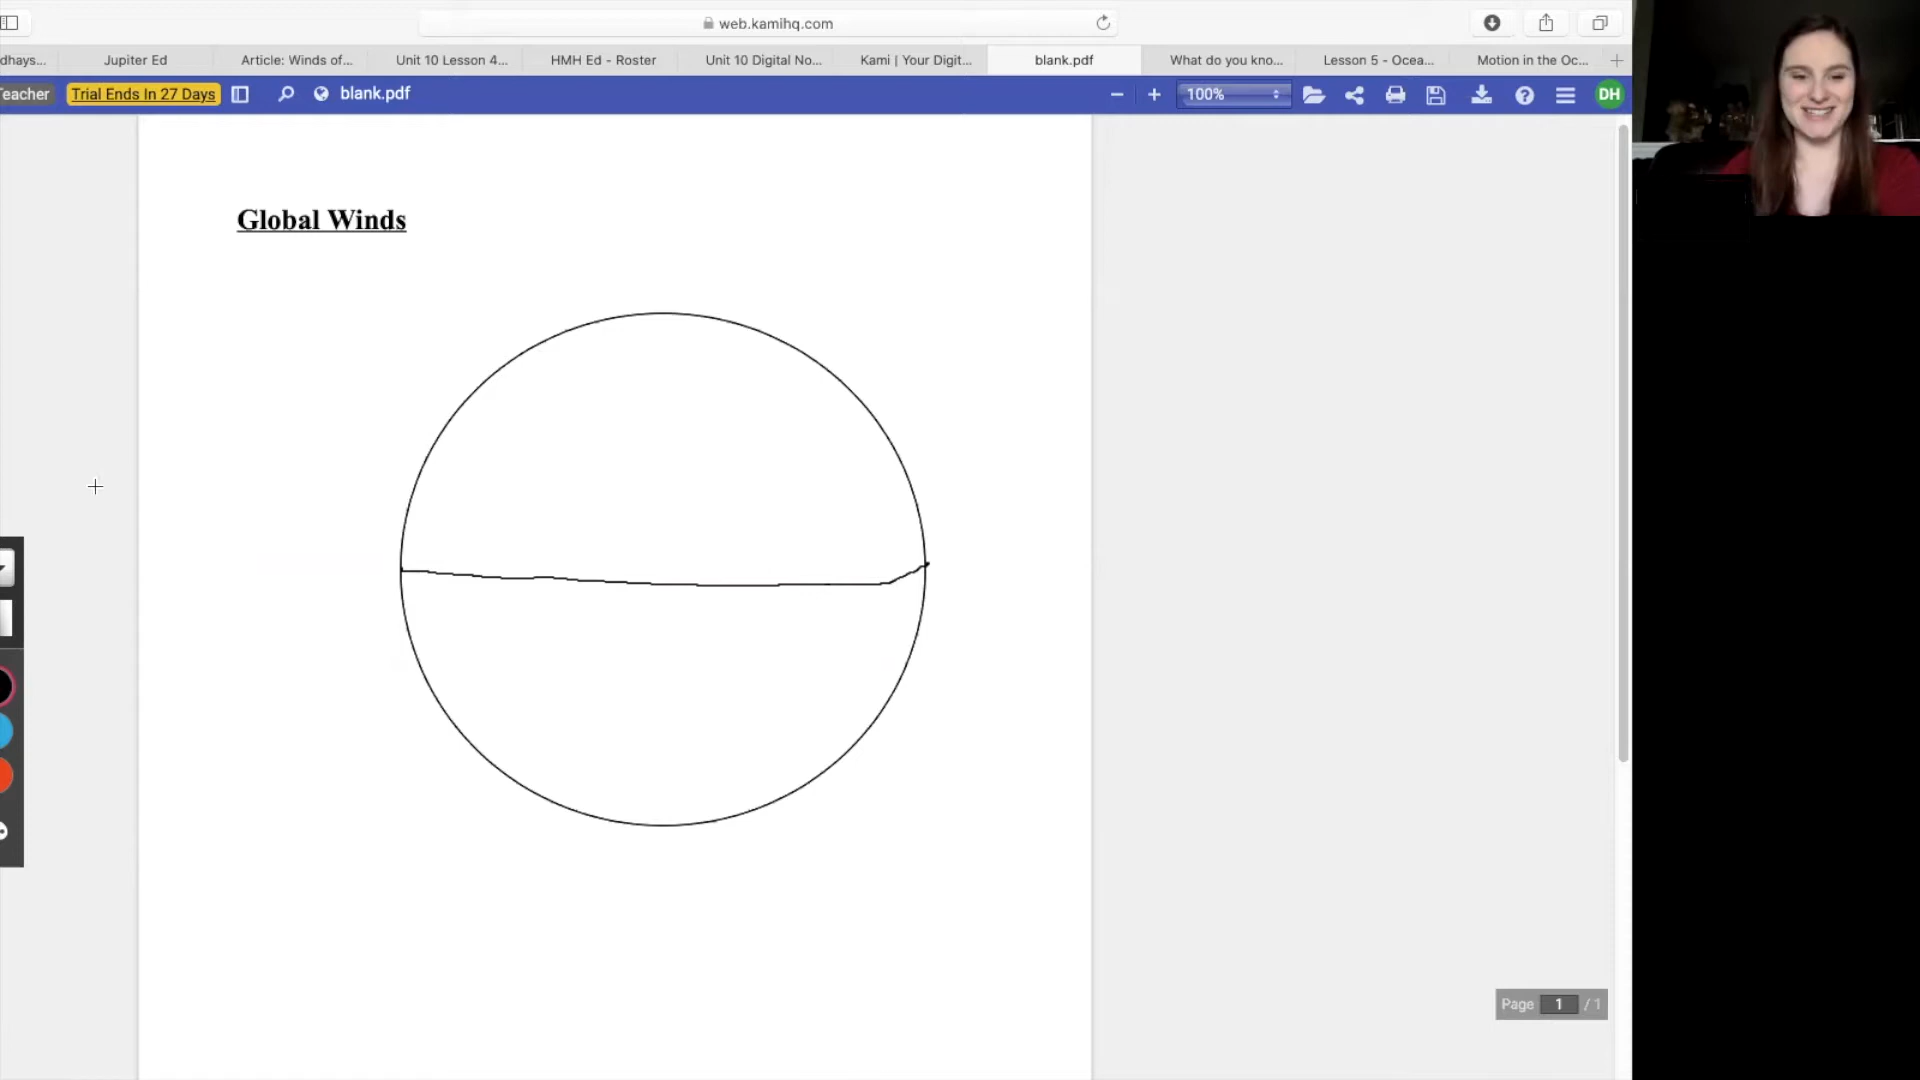 web.kamihq.com
dhays... Jupiter Ed Article: Winds of... Unit 10 Lesson 4... HMH Ed - Roster Unit 10 Digital No... Kami | Your Digit... blank.pdf What do you kno... Lesson 5 - Ocea... Motion in the Oc...
Teacher Trial Ends In 27 Days blank.pdf 100% DH
Global Winds
Page 1 / 1